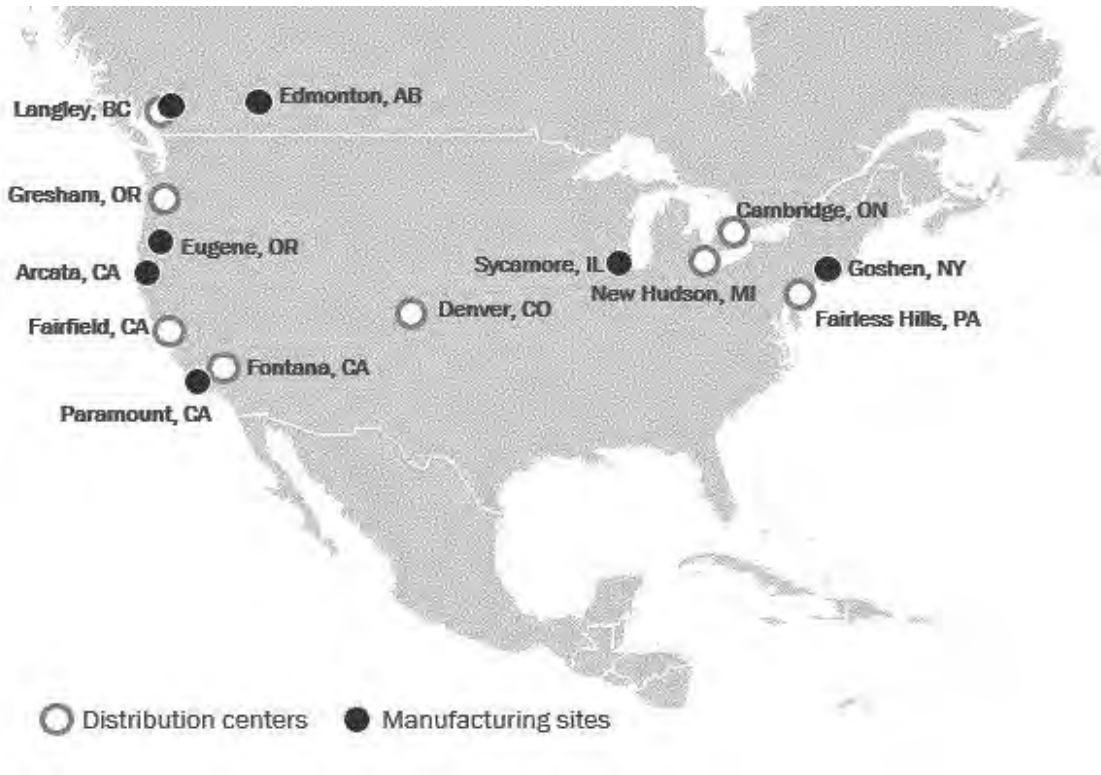 Langley, BC
Edmonton, AB
Gresham, OR
Eugene, OR
Arcata, CA
Fairfield, CA
Fontana, CA
Paramount, CA
Denver, CO
Sycamore, IL
Cambridge, ON
New Hudson, MI
Goshen, NY
Fairless Hills, PA
Distribution centers
Manufacturing sites